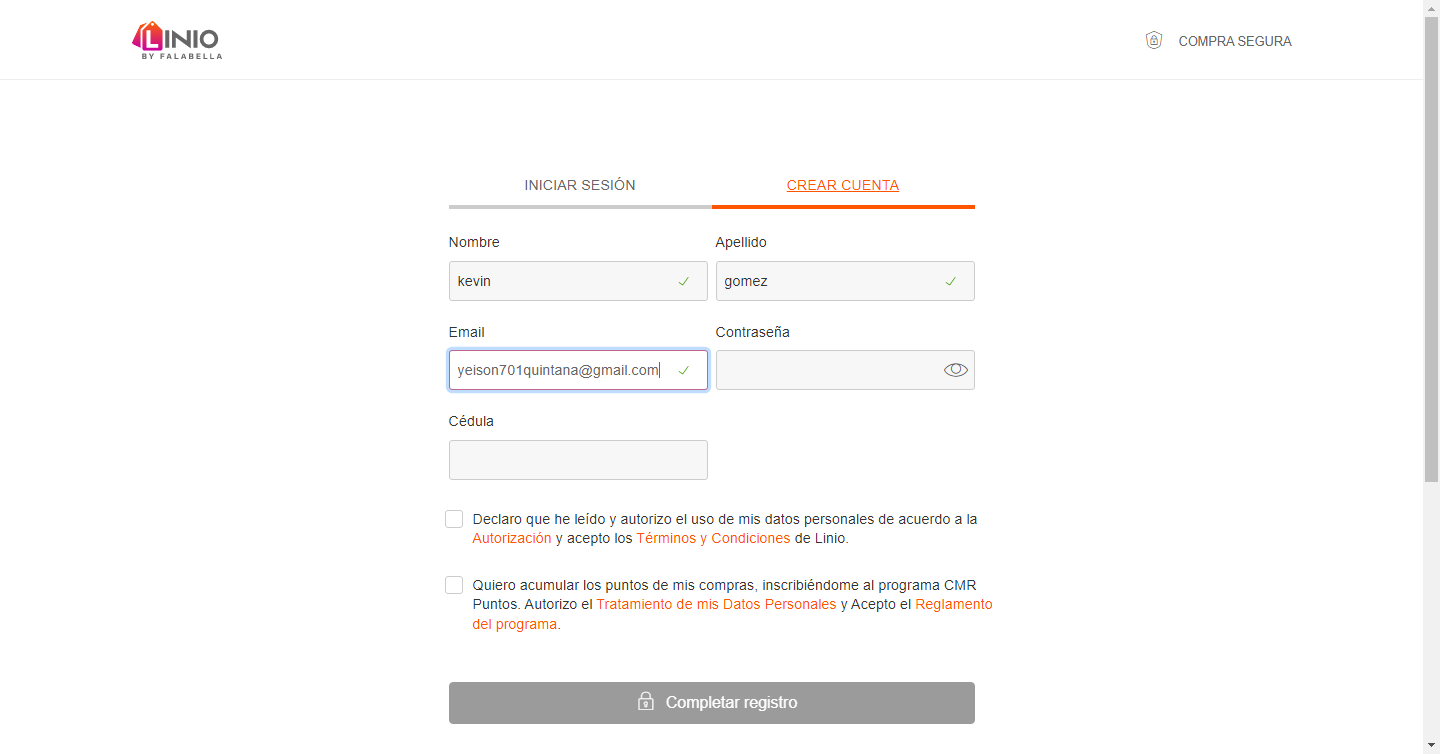 LINIO
BY FALABELLA
COMPRA SEGURA
INICIAR SESIÓN
CREAR CUENTA
Nombre
Apellido
kevin
gomez
Email
Contraseña
yeison701quintana@gmail.com
Cédula
Declaro que he leído y autorizo el uso de mis datos personales de acuerdo a la
Autorización y acepto los Términos y Condiciones de Linio.
Quiero acumular los puntos de mis compras, inscribiéndome al programa CMR
Puntos. Autorizo el Tratamiento de mis Datos Personales y Acepto el Reglamento
del programa.
Completar registro